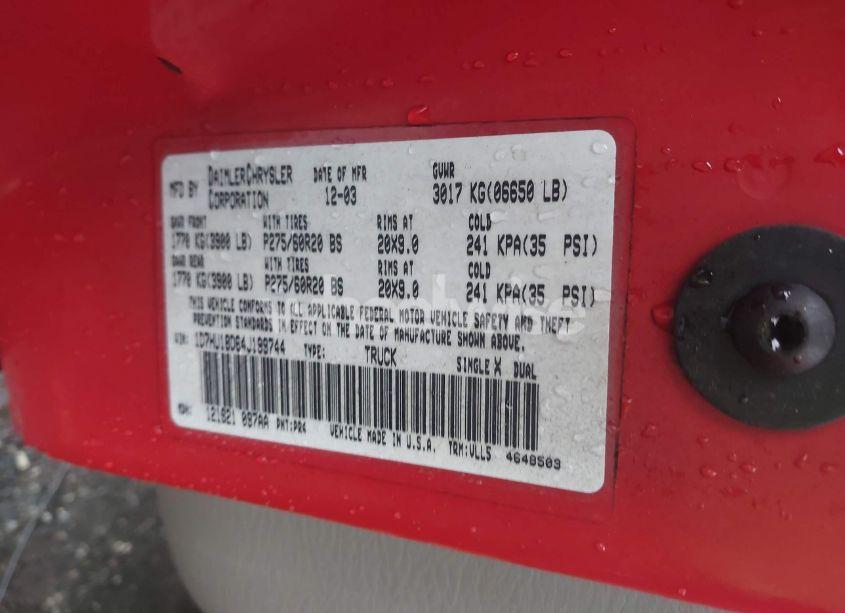 MFD BY DAIMLERCHRYSLER CORPORATION DATE OF MFR 12-03 GVWR 3017 KG(06650 LB)
GAWR FRONT WITH TIRES RIMS AT COLD
1770 KG(3900 LB) P275/60R20 BS 20X9.0 241 KPA(35 PSI)
GAWR REAR WITH TIRES RIMS AT COLD
1770 KG(3900 LB) P275/60R20 BS 20X9.0 241 KPA(35 PSI)
THIS VEHICLE CONFORMS TO ALL APPLICABLE FEDERAL MOTOR VEHICLE SAFETY AND THEFT
PREVENTION STANDARDS IN EFFECT ON THE DATE OF MANUFACTURE SHOWN ABOVE.
VIN: 1D7HU18D84J199744 TYPE: TRUCK SINGLE X DUAL
MDH: 121621 097AA PNT:PR4 VEHICLE MADE IN U.S.A. TRM:VLLS 4648503